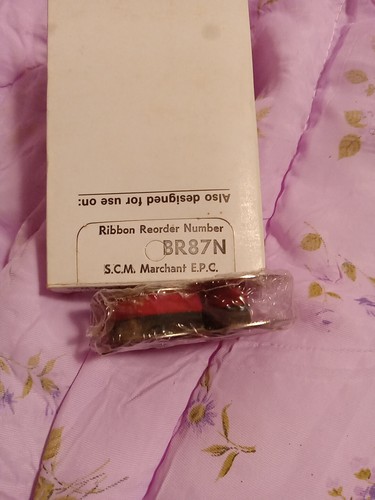 Also designed for use on:
Ribbon Reorder Number
BR87N
S.C.M. Marchant E.P.C.